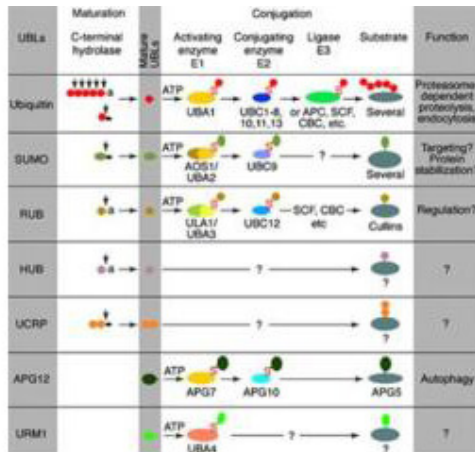 Maturation
Conjugation
UBLs
C-terminal
hydrolase
Mature
UBLs
Activating
enzyme
E1
Conjugating
enzyme
E2
Ligase
E3
Substrate
Function
Ubiquitin
a
ATP
UBA1
UBC1-8,
10,11,13
or APC, SCF,
CBC, etc.
Several
Proteasome
dependent
proteolysis
endocytosis
SUMO
ATP
AOS1/
UBA2
UBC9
?
Several
Targeting?
Protein
stabilization?
RUB
a
ATP
ULA1/
UBA3
UBC12
SCF, CBC
etc
Cullins
Regulation?
HUB
a
?
?
?
UCRP
?
?
?
APG12
ATP
APG7
APG10
APG5
Autophagy
URM1
ATP
UBA4
?
?
?